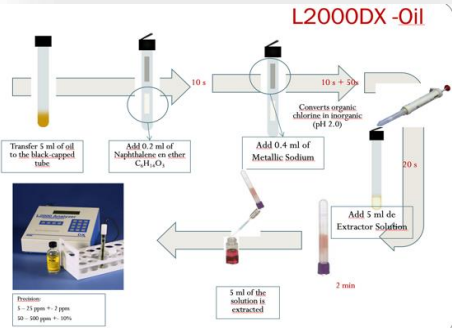 L2000DX -Oil
10 s
10 s + 50s
Converts organic
chlorine in inorganic
(pH 2.0)
Transfer 5 ml of oil
to the black-capped
tube
Add 0.2 ml of
Naphthalene en ether
Add 0.4 ml of
Metallic Sodium
20 s
Add 5 ml de
Extractor Solution
2 min
5 ml of the
solution is
extracted
Precision:
5 – 25 ppm +- 2 ppm
30 – 500 ppm +- 10%